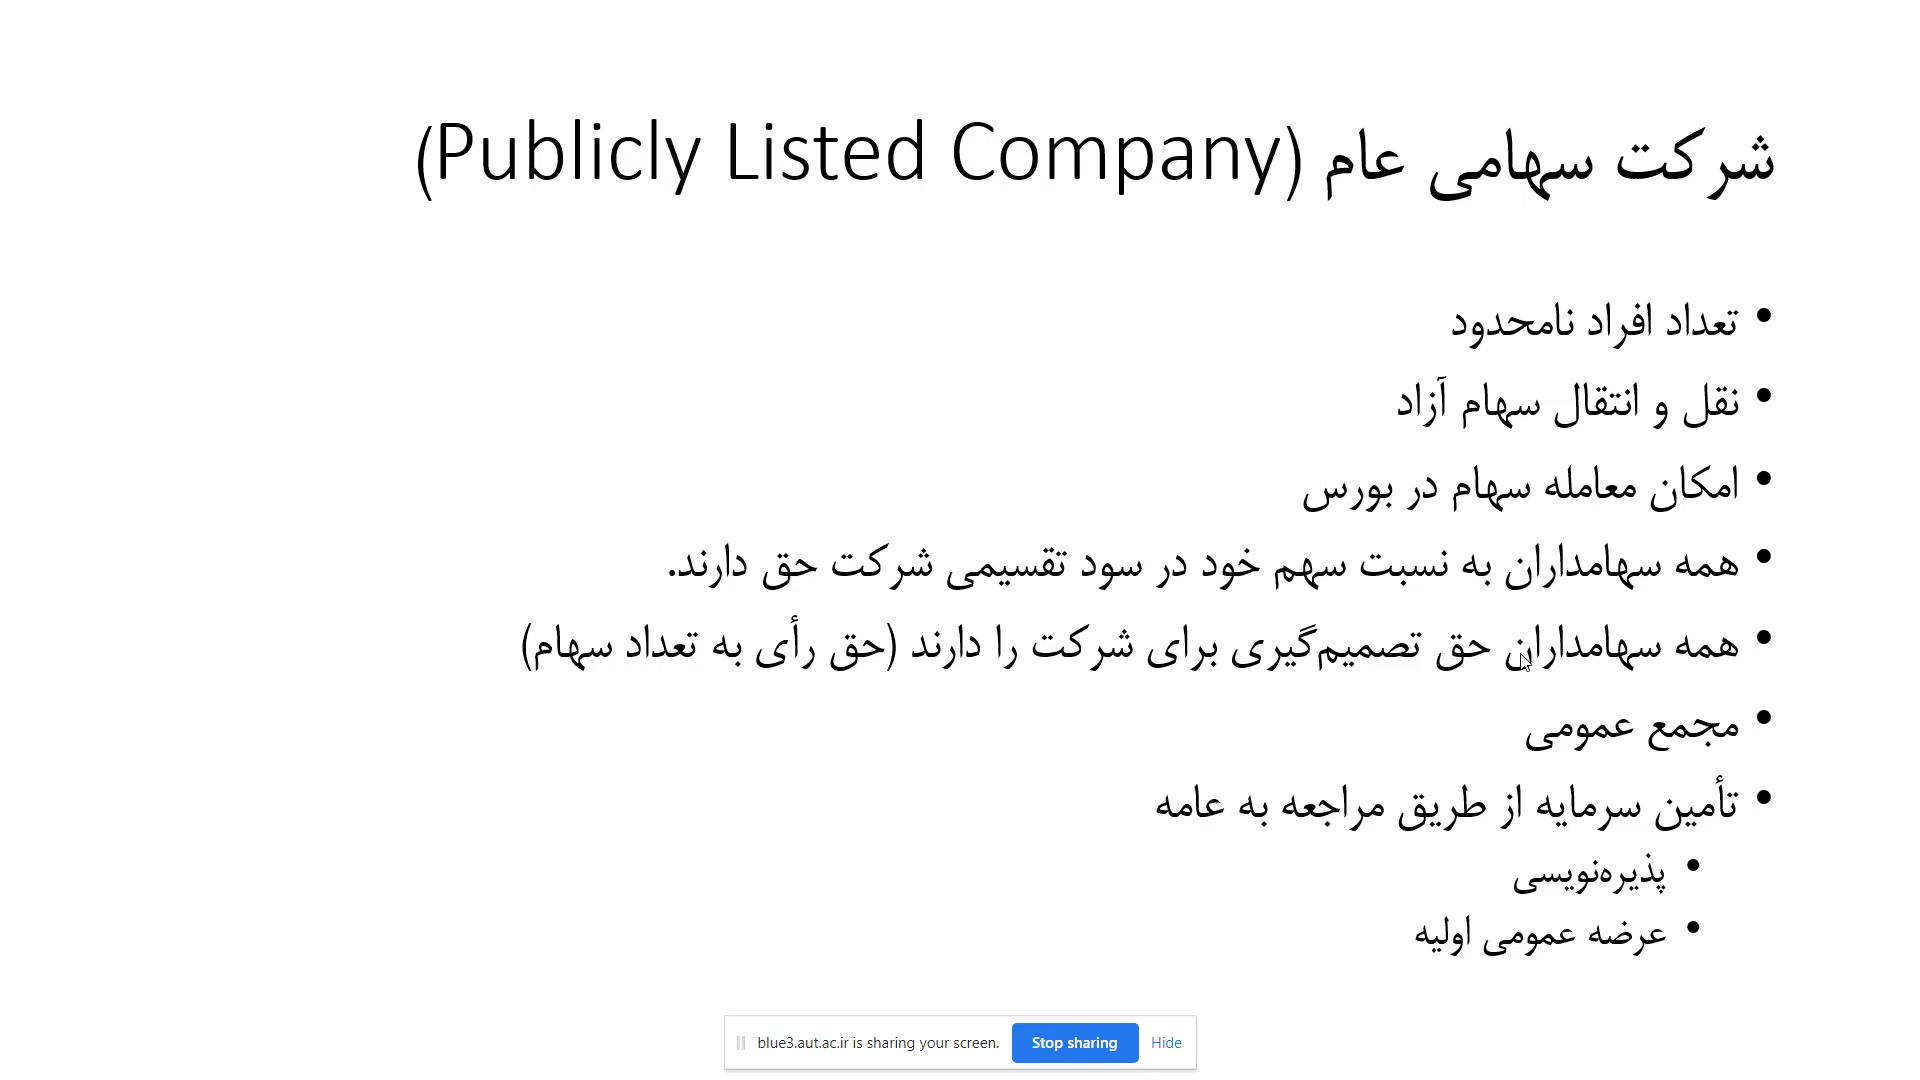 شرکت سهامی عام (Publicly Listed Company)
• تعداد افراد نامحدود
• نقل و انتقال سهام آزاد
• امکان معامله سهام در بورس
• همه سهامداران به نسبت سهم خود در سود تقسیمی شرکت حق دارند.
• همه سهامداران حق تصمیم‌گیری برای شرکت را دارند (حق رأی به تعداد سهام)
• مجمع عمومی
• تأمین سرمایه از طریق مراجعه به عامه
• پذیره‌نویسی
• عرضه عمومی اولیه
blue3.aut.ac.ir is sharing your screen. Stop sharing Hide